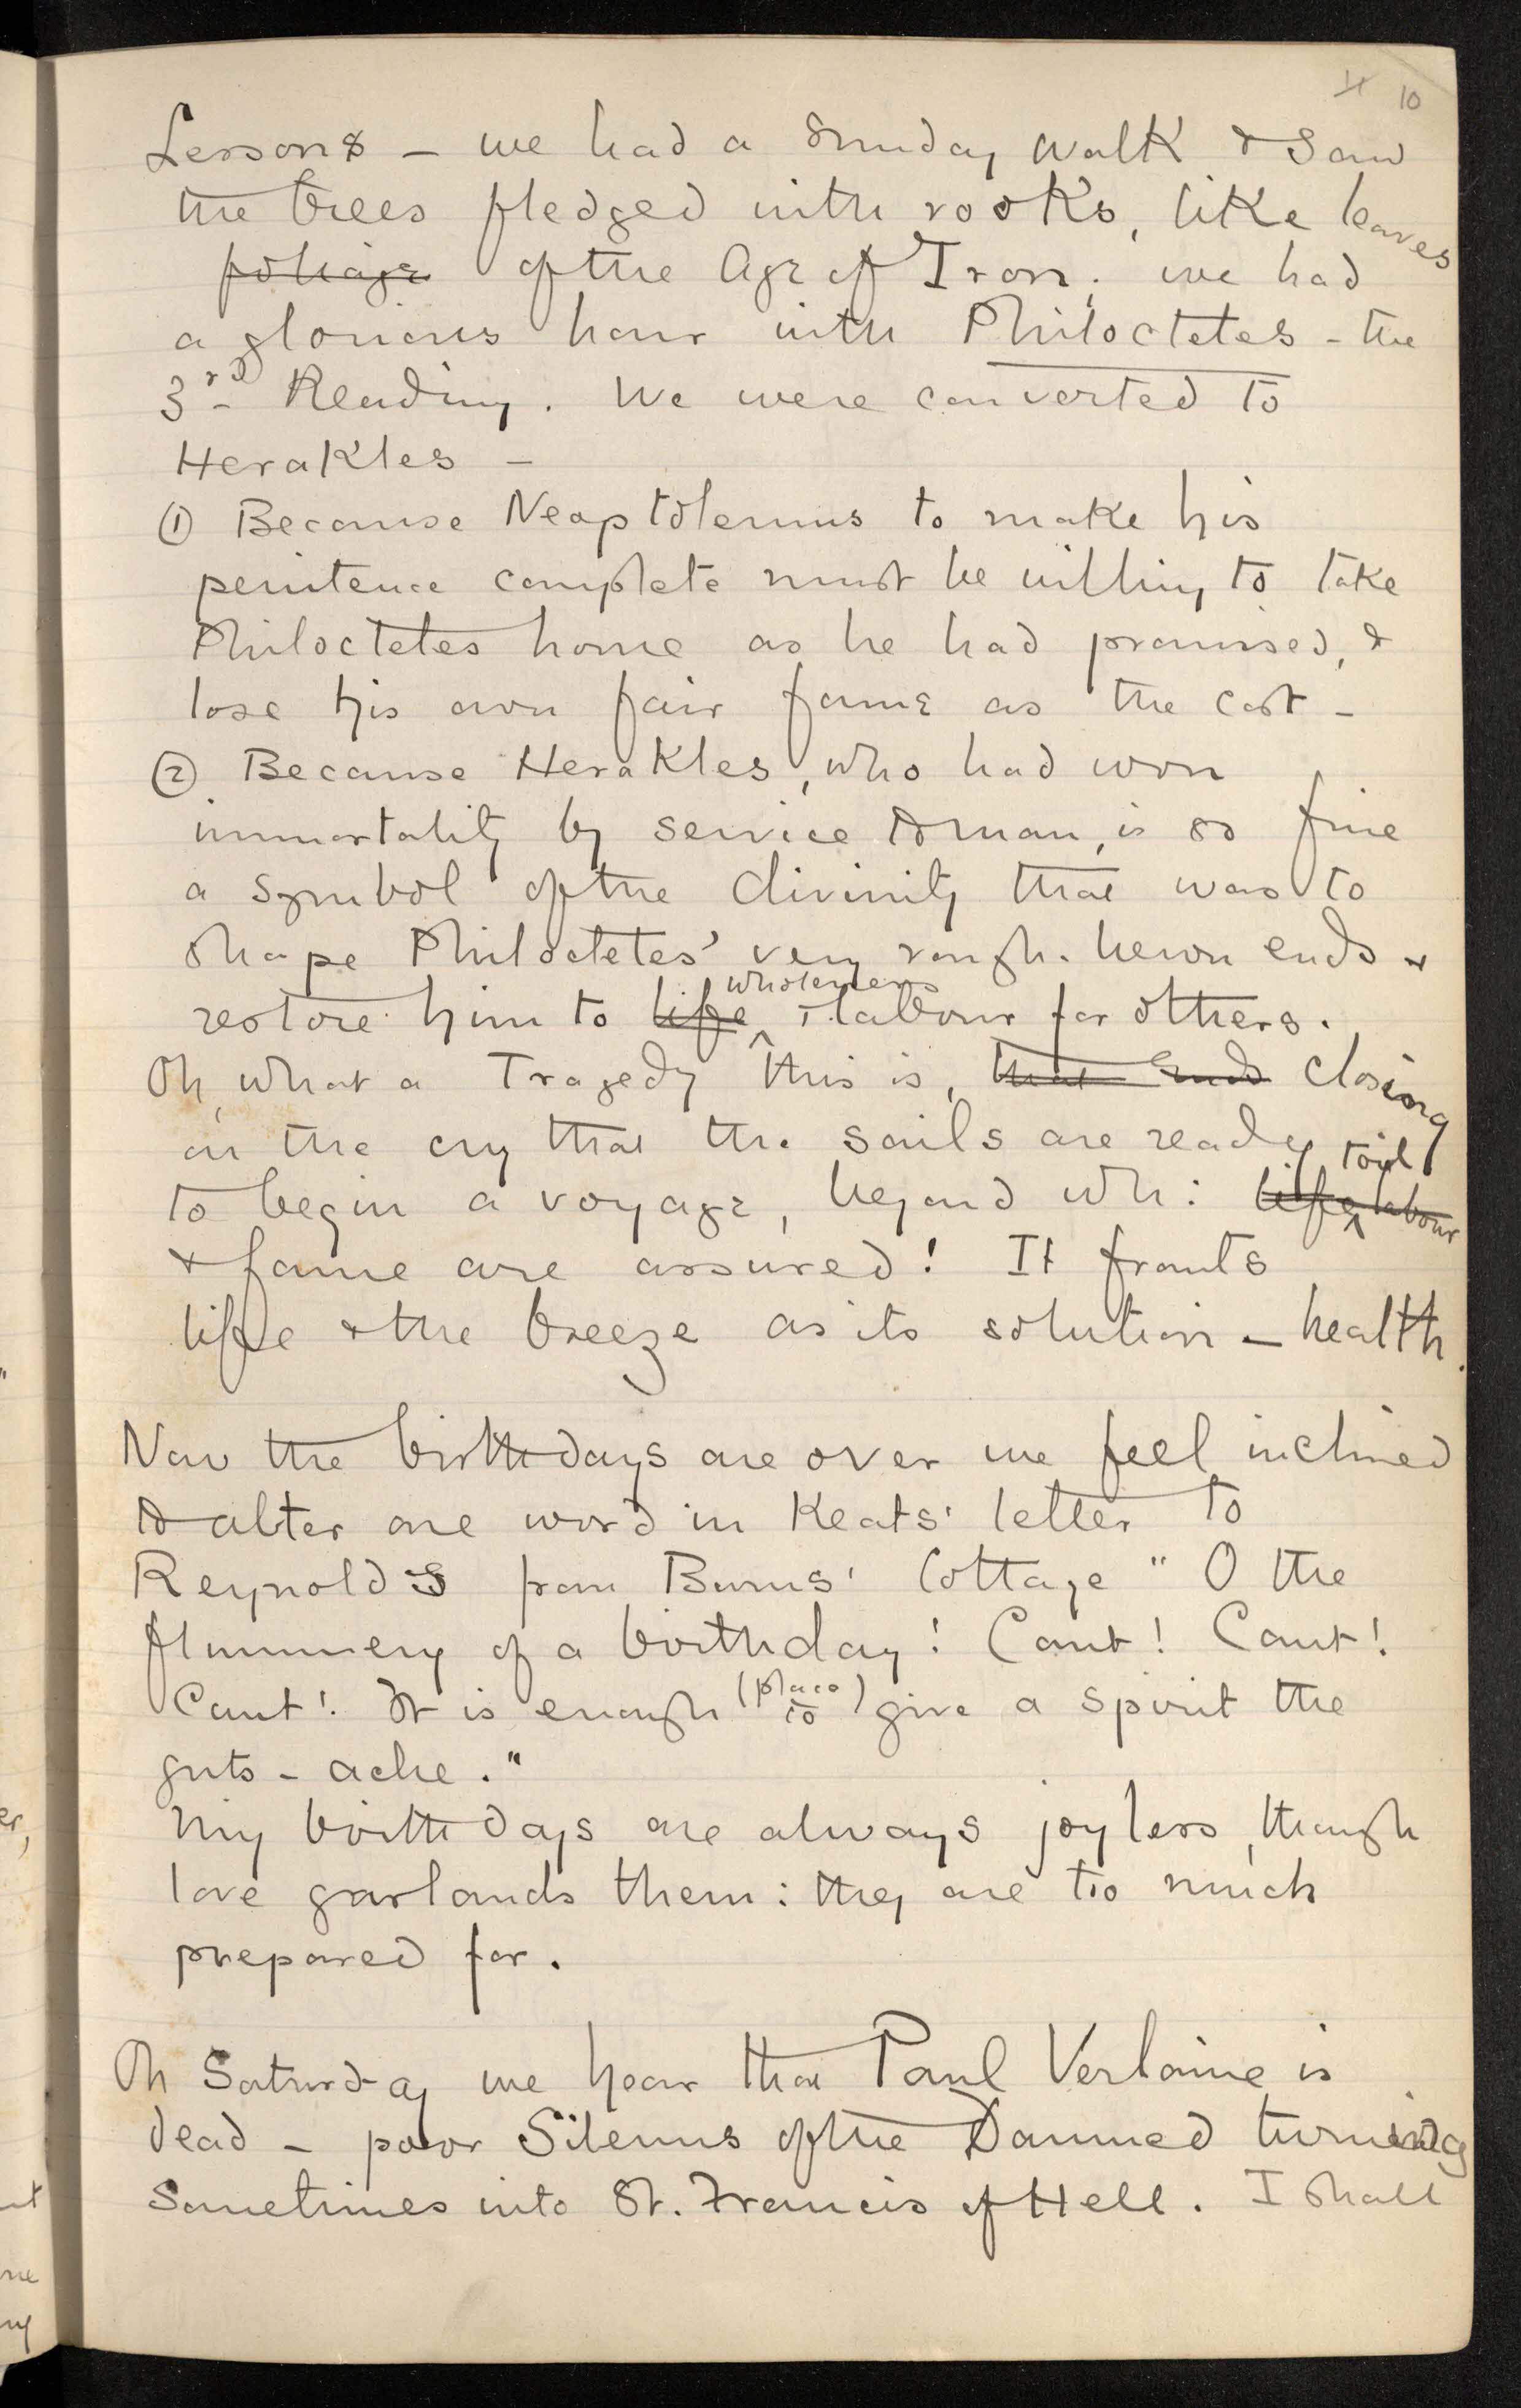 10
Lessons – we had a Sunday walk & saw
the trees fledged with rooks, like leaves
foliage of the Age of Iron; we had
a glorious hour with Philoctetes – the
3rd Reading. We were converted to
Herakles –
① Because Neoptolemus to make his
penitence complete must be willing to take
Philoctetes home as he had promised, &
lose his own fair fame as the cost –
② Because Herakles, who had won
immortality by service to man, is so fine
a symbol of the divinity that was to
shape Philoctetes' very rough-hewn ends &
wholeness
restore him to life & labour for others.
Oh, what a Tragedy this is, that ends closing
on the cry that the sails are ready
toil
to begin a voyage, beyond wh: life labour
& fame are assured! It fronts
life & the breeze as its solution – health.
Now the birthdays are over we feel inclined
to alter one word in Keats' letter to
Reynolds from Burns' Cottage " O the
flummery of a birthday! Cant! Cant!
(place)
Cant! It is enough to give a spirit the
guts-ache."
My birthdays are always joyless, though
love garlands them: they are too much
prepared for.
On Saturday we hear that Paul Verlaine is
dead – poor Silenus of the Damned turning
sometimes into St. Francis of Hell. I shall